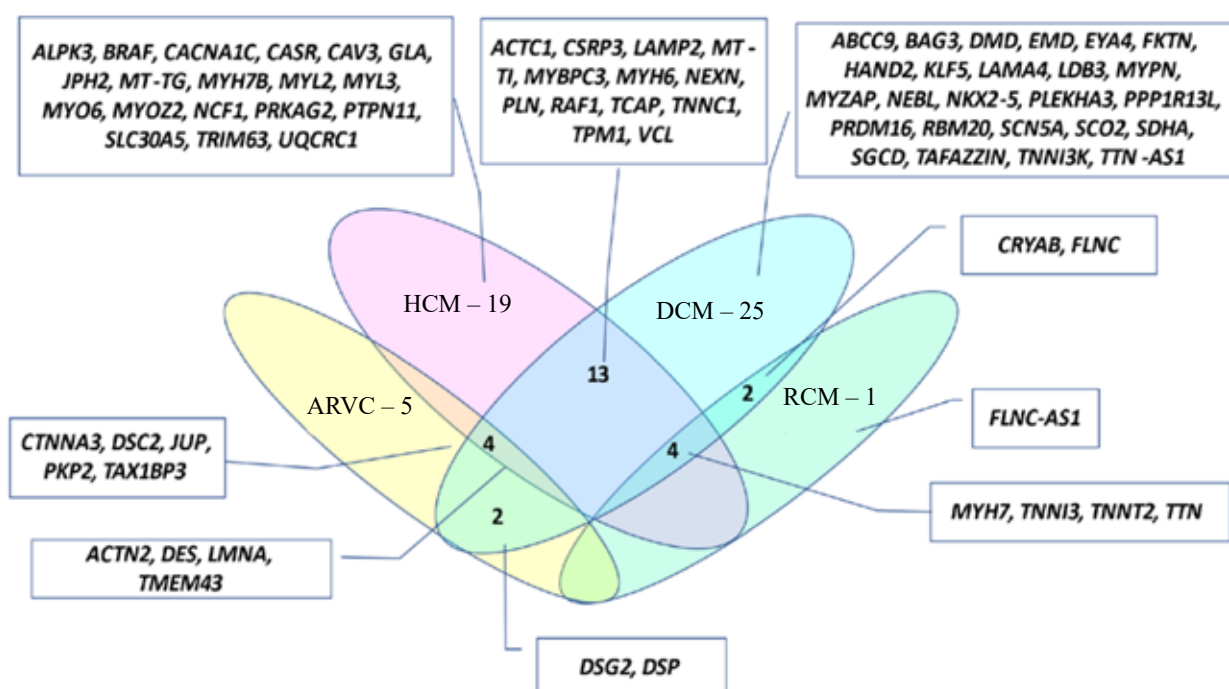 ALPK3, BRAF, CACNA1C, CASR, CAV3, GLA,
JPH2, MT-TG, MYH7B, MYL2, MYL3,
MYO6, MYOZ2, NCF1, PRKAG2, PTPN11,
SLC30A5, TRIM63, UQCRC1
ACTC1, CSRP3, LAMP2, MT -
TI, MYBPC3, MYH6, NEXN,
PLN, RAF1, TCAP, TNNC1,
TPM1, VCL
ABCC9, BAG3, DMD, EMD, EYA4, FKTN,
HAND2, KLF5, LAMA4, LDB3, MYPN,
MYZAP, NEBL, NKX2-5, PLEKHA3, PPP1R13L,
PRDM16, RBM20, SCN5A, SCO2, SDHA,
SGCD, TAFAZZIN, TNNI3K, TTN -AS1
CRYAB, FLNC
HCM – 19
DCM – 25
13
2
ARVC – 5
RCM – 1
FLNC-AS1
CTNNA3, DSC2, JUP,
PKP2, TAX1BP3
4
4
MYH7, TNNI3, TNNT2, TTN
2
ACTN2, DES, LMNA,
TMEM43
DSG2, DSP